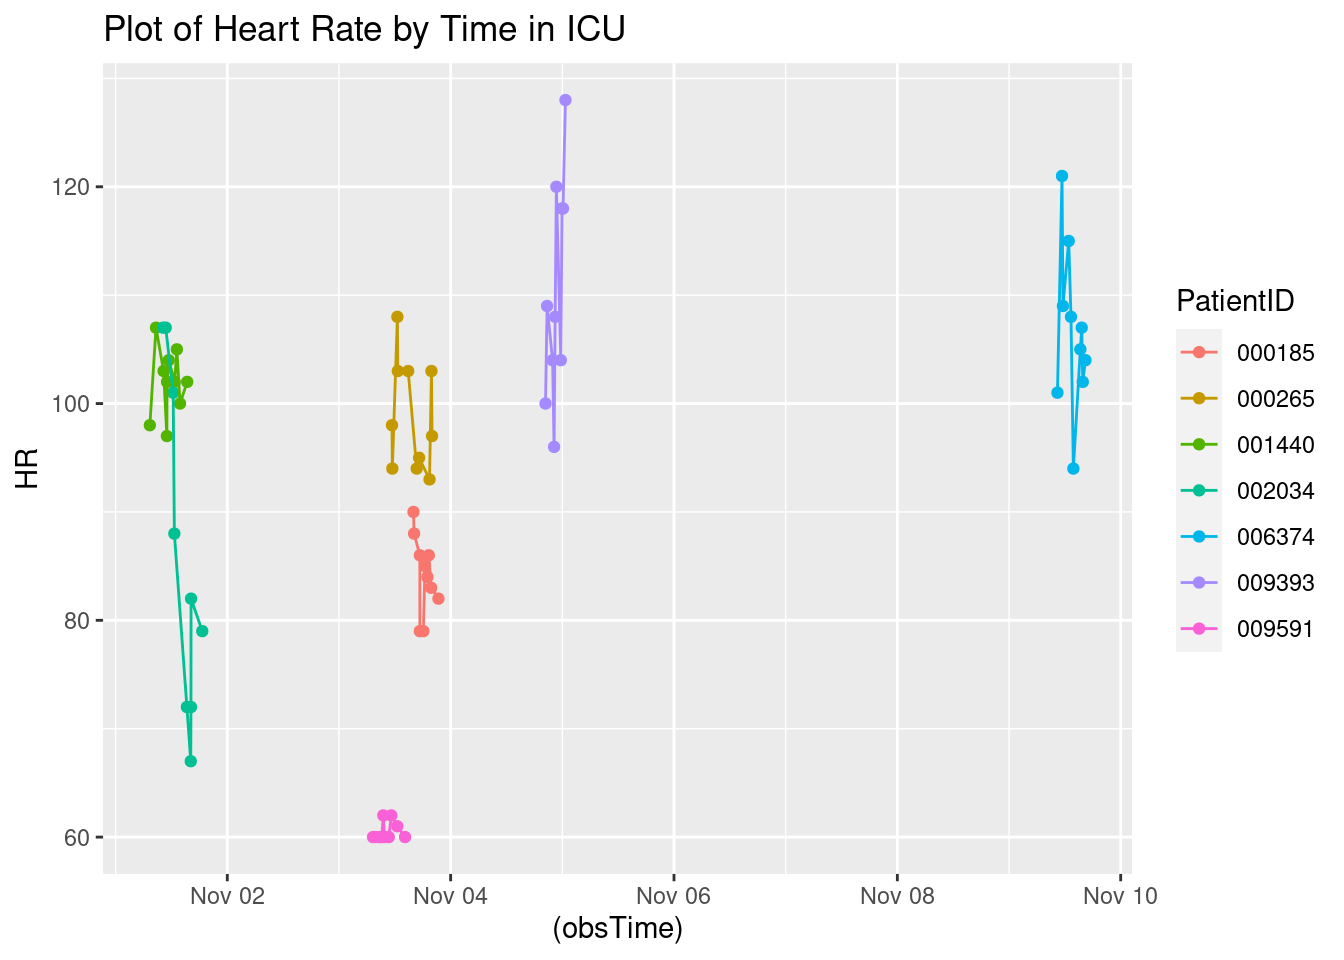 Plot of Heart Rate by Time in ICU
120
100
80
60
HR
Nov 02 Nov 04 Nov 06 Nov 08 Nov 10
(obsTime)
PatientID
000185
000265
001440
002034
006374
009393
009591